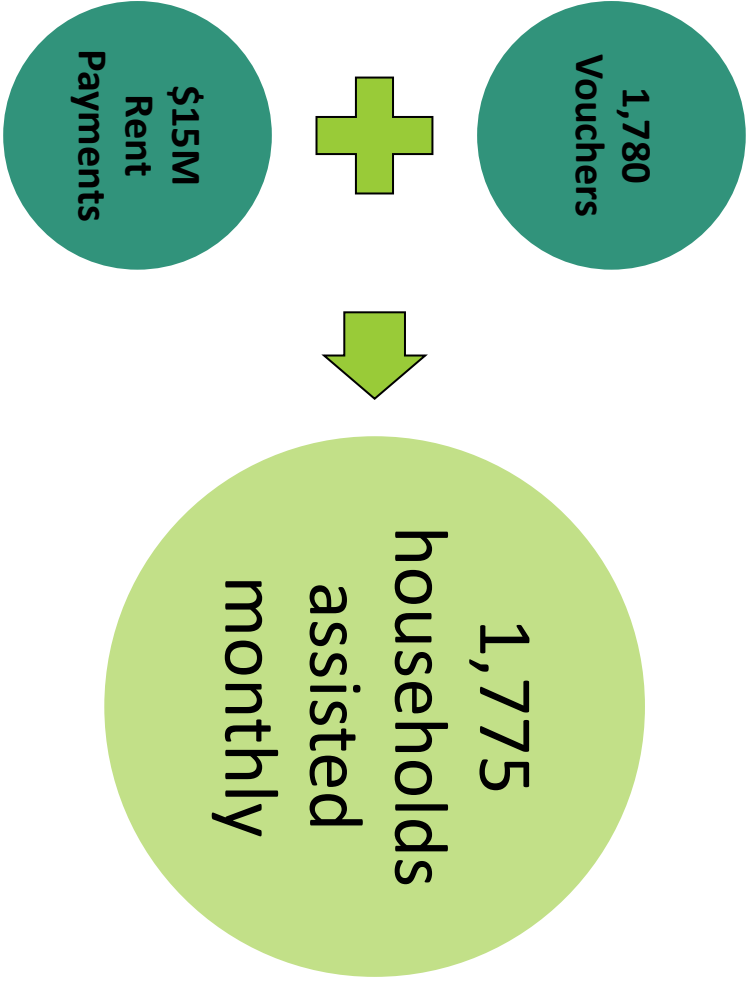 1,780
Vouchers
$15M
Rent
Payments
1,775
households
assisted
monthly